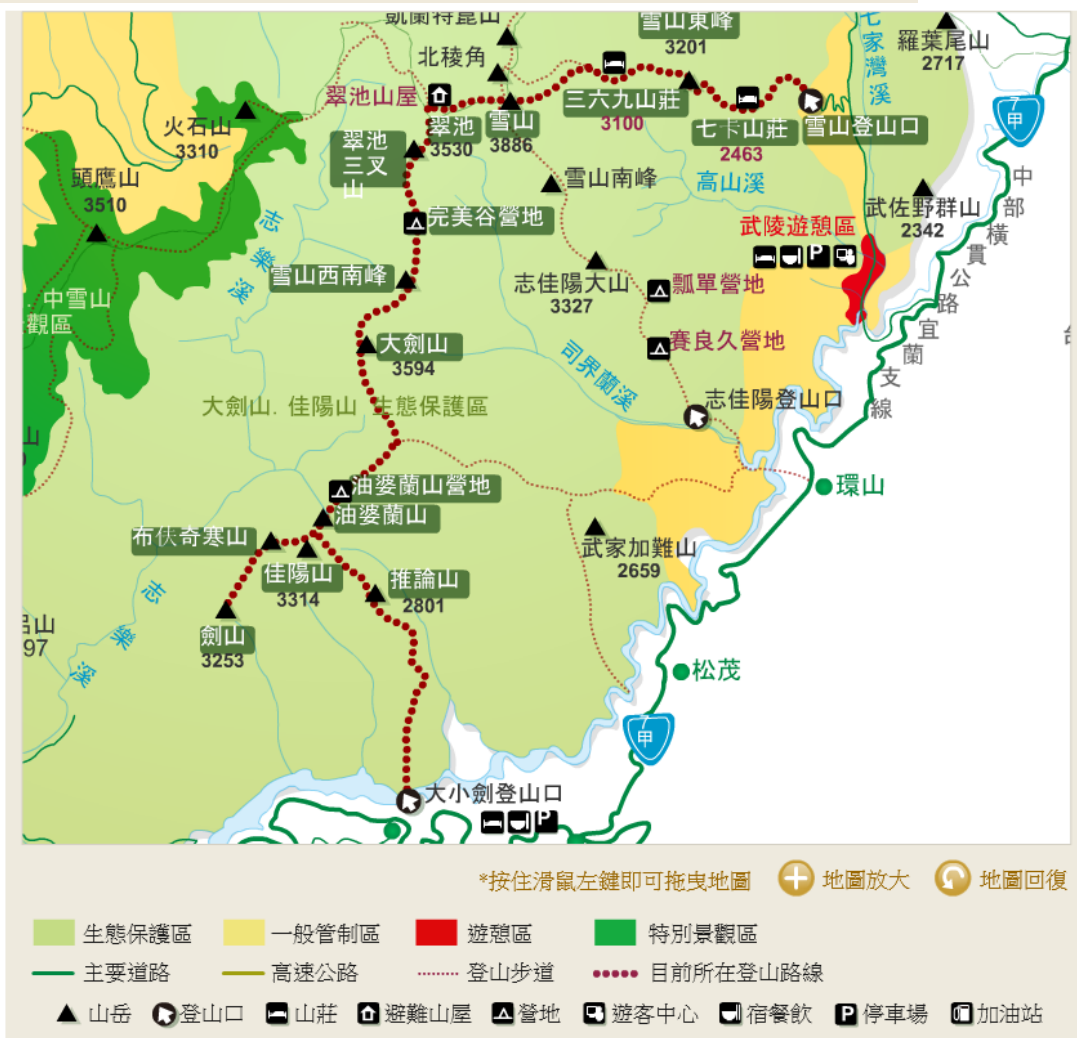 凱蘭特崑山
北稜角
雪山東峰
3201
七家灣溪
羅葉尾山
2717
7
甲
翠池山屋
火石山
3310
翠池
3530
雪山
3886
三六九山莊
3100
七卡山莊
2463
雪山登山口
翠池
三叉
山
頭鷹山
3510
雪山南峰
高山溪
武佐野群山
2342
中部橫貫公路宜蘭支線
志樂溪
完美谷營地
武陵遊憩區
P
雪山西南峰
志佳陽大山
3327
瓢單營地
中雪山
觀區
大劍山
3594
賽良久營地
司界蘭溪
大劍山. 佳陽山 生態保護區
志佳陽登山口
山
油婆蘭山營地
環山
油婆蘭山
布伕奇寒山
佳陽山
3314
推論山
2801
武家加難山
2659
志樂溪
呂山
97
劍山
3253
松茂
7
甲
大小劍登山口
P
*按住滑鼠左鍵即可拖曳地圖
地圖放大
地圖回復
生態保護區
一般管制區
遊憩區
特別景觀區
主要道路
高速公路
登山步道
目前所在登山路線
山岳
登山口
山莊
避難山屋
營地
遊客中心
宿餐飲
P
停車場
加油站